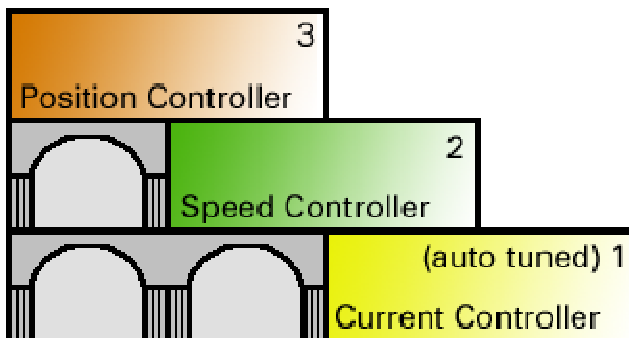 3
Position Controller
2
Speed Controller
(auto tuned) 1
Current Controller